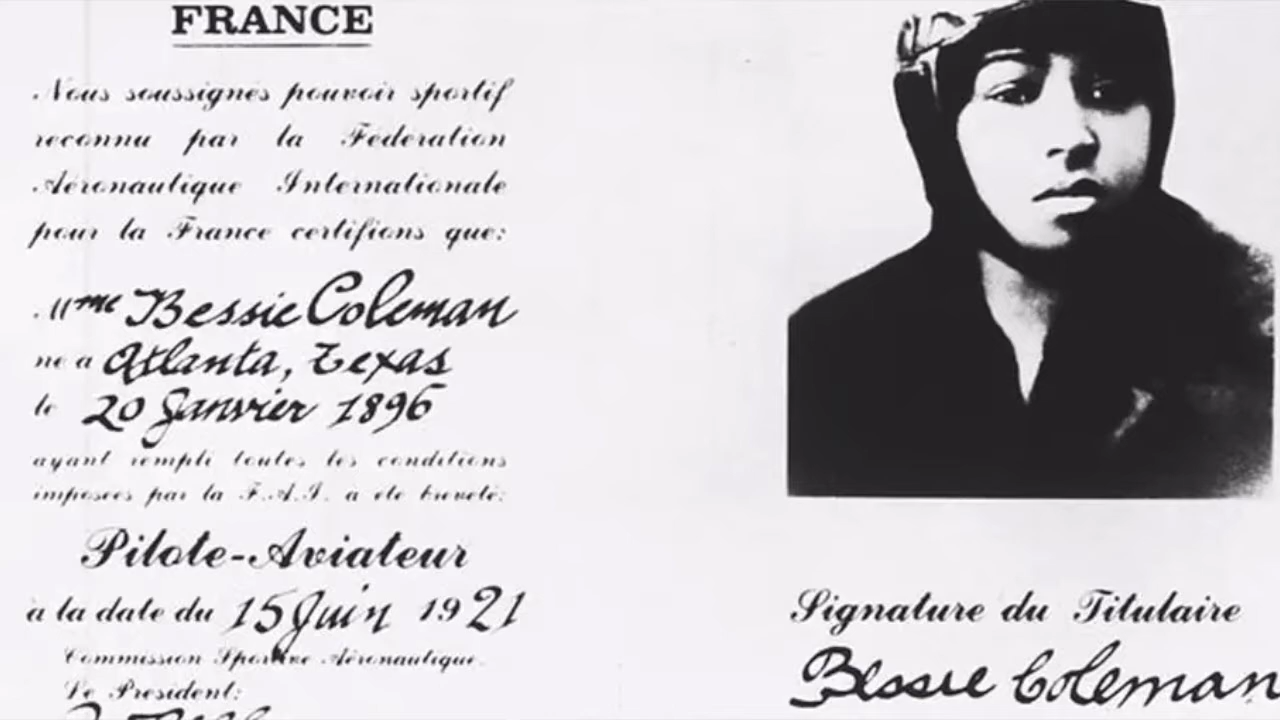 FRANCE
Nous soussignés pouvoir sportif
reconnu par la Fédération
Aéronautique Internationale
pour la France certifions que:
Mme Bessie Coleman
né à Atlanta, Texas
le 20 Janvier 1896
ayant rempli toutes les conditions
imposées par la F.A.I. a été breveté:
Pilote-Aviateur
à la date du 15 Juin 1921
Commission Sportive Aéronautique.
Le Président:
Signature du Titulaire
Bessie Coleman